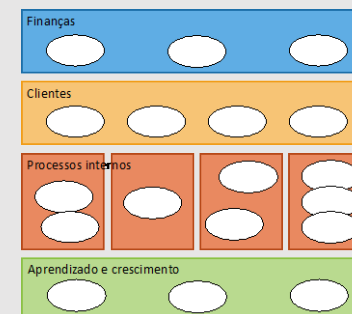 Finanças
Clientes
Processos internos
Aprendizado e crescimento